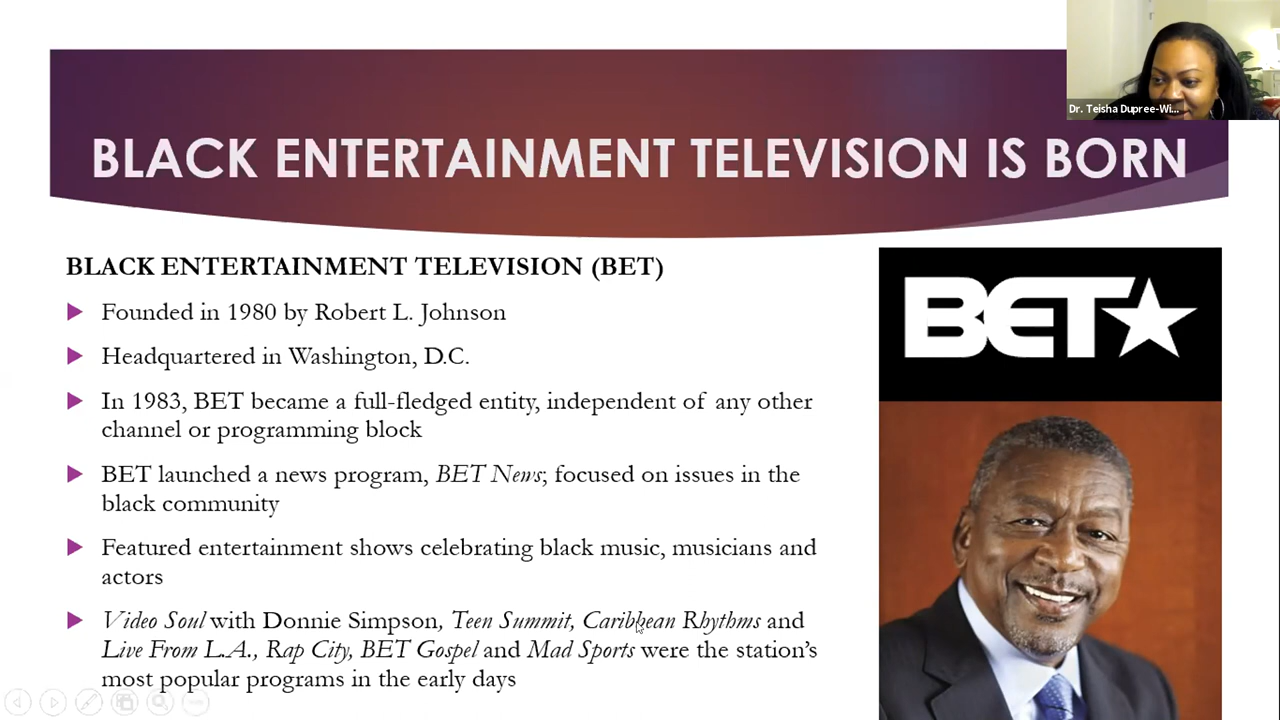 Dr. Teisha Dupree-Wi...
BLACK ENTERTAINMENT TELEVISION IS BORN
BLACK ENTERTAINMENT TELEVISION (BET)
Founded in 1980 by Robert L. Johnson
Headquartered in Washington, D.C.
In 1983, BET became a full-fledged entity, independent of any other
channel or programming block
BET launched a news program, BET News; focused on issues in the
black community
Featured entertainment shows celebrating black music, musicians and
actors
Video Soul with Donnie Simpson, Teen Summit, Caribbean Rhythms and
Live From L.A., Rap City, BET Gospel and Mad Sports were the station’s
most popular programs in the early days
BET